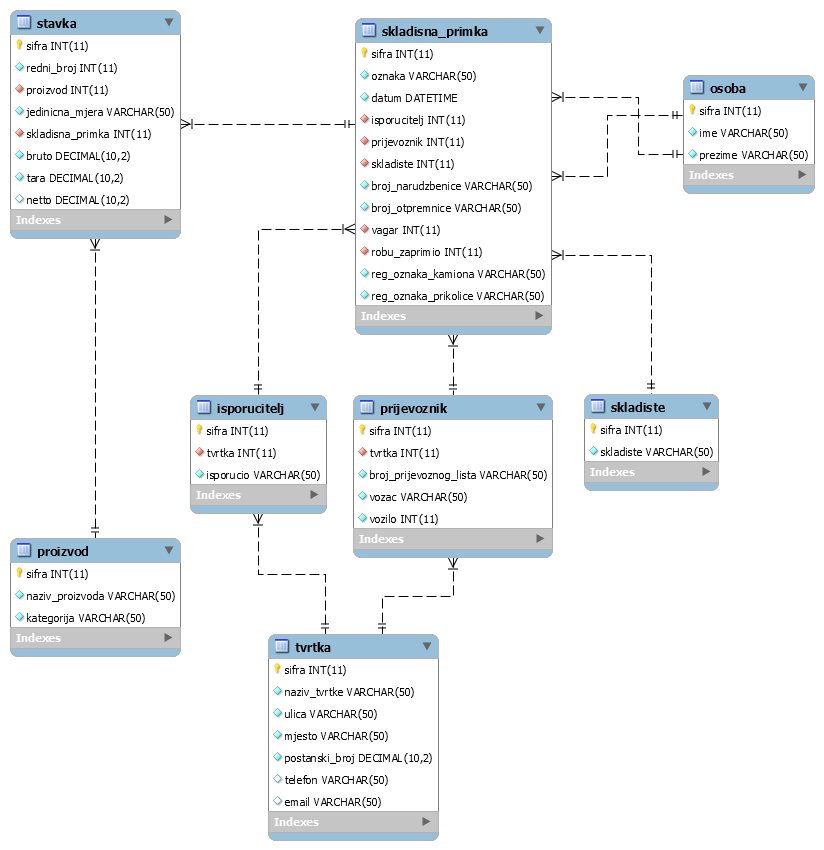 stavka
sifra INT(11)
redni_broj INT(11)
proizvod INT(11)
jedinicna_mjera VARCHAR(50)
skladisna_primka INT(11)
bruto DECIMAL(10,2)
tara DECIMAL(10,2)
netto DECIMAL(10,2)
Indexes
skladisna_primka
sifra INT(11)
oznaka VARCHAR(50)
datum DATETIME
isporucitelj INT(11)
prijevoznik INT(11)
skladiste INT(11)
broj_narudzbenice VARCHAR(50)
broj_otpremnice VARCHAR(50)
vagar INT(11)
robu_zaprimio INT(11)
reg_oznaka_kamiona VARCHAR(50)
reg_oznaka_prikolice VARCHAR(50)
Indexes
osoba
sifra INT(11)
ime VARCHAR(50)
prezime VARCHAR(50)
Indexes
isporucitelj
sifra INT(11)
tvrtka INT(11)
isporucio VARCHAR(50)
Indexes
prijevoznik
sifra INT(11)
tvrtka INT(11)
broj_prijevoznog_lista VARCHAR(50)
vozac VARCHAR(50)
vozilo INT(11)
Indexes
skladiste
sifra INT(11)
skladiste VARCHAR(50)
Indexes
proizvod
sifra INT(11)
naziv_proizvoda VARCHAR(50)
kategorija VARCHAR(50)
Indexes
tvrtka
sifra INT(11)
naziv_tvrtke VARCHAR(50)
ulica VARCHAR(50)
mjesto VARCHAR(50)
postanski_broj DECIMAL(10,2)
telefon VARCHAR(50)
email VARCHAR(50)
Indexes